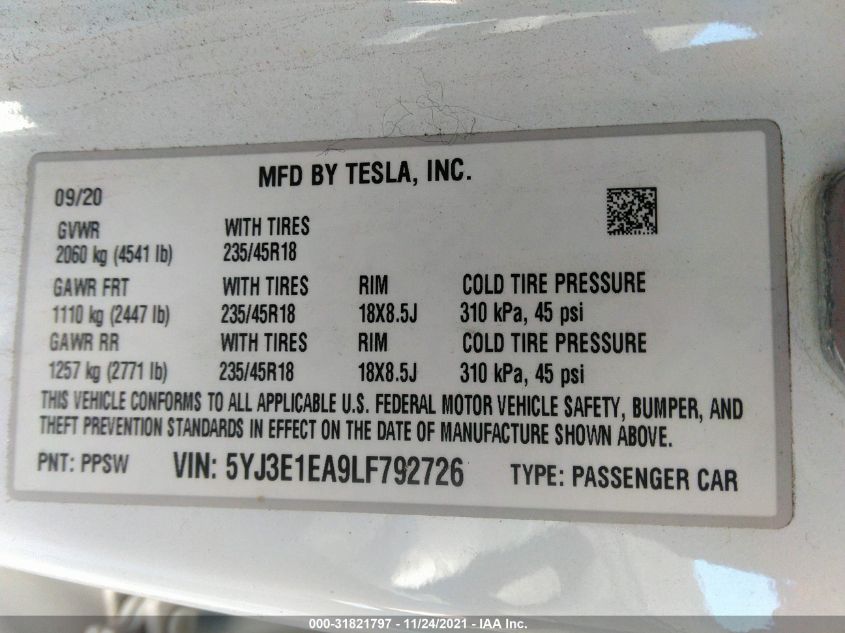 MFD BY TESLA, INC.
09/20
GVWR WITH TIRES
2060 kg (4541 lb) 235/45R18
GAWR FRT WITH TIRES RIM COLD TIRE PRESSURE
1110 kg (2447 lb) 235/45R18 18X8.5J 310 kPa, 45 psi
GAWR RR WITH TIRES RIM COLD TIRE PRESSURE
1257 kg (2771 lb) 235/45R18 18X8.5J 310 kPa, 45 psi
THIS VEHICLE CONFORMS TO ALL APPLICABLE U.S. FEDERAL MOTOR VEHICLE SAFETY, BUMPER, AND
THEFT PREVENTION STANDARDS IN EFFECT ON THE DATE OF MANUFACTURE SHOWN ABOVE.
PNT: PPSW VIN: 5YJ3E1EA9LF792726 TYPE: PASSENGER CAR
000-31821797 - 11/24/2021 - IAA Inc.